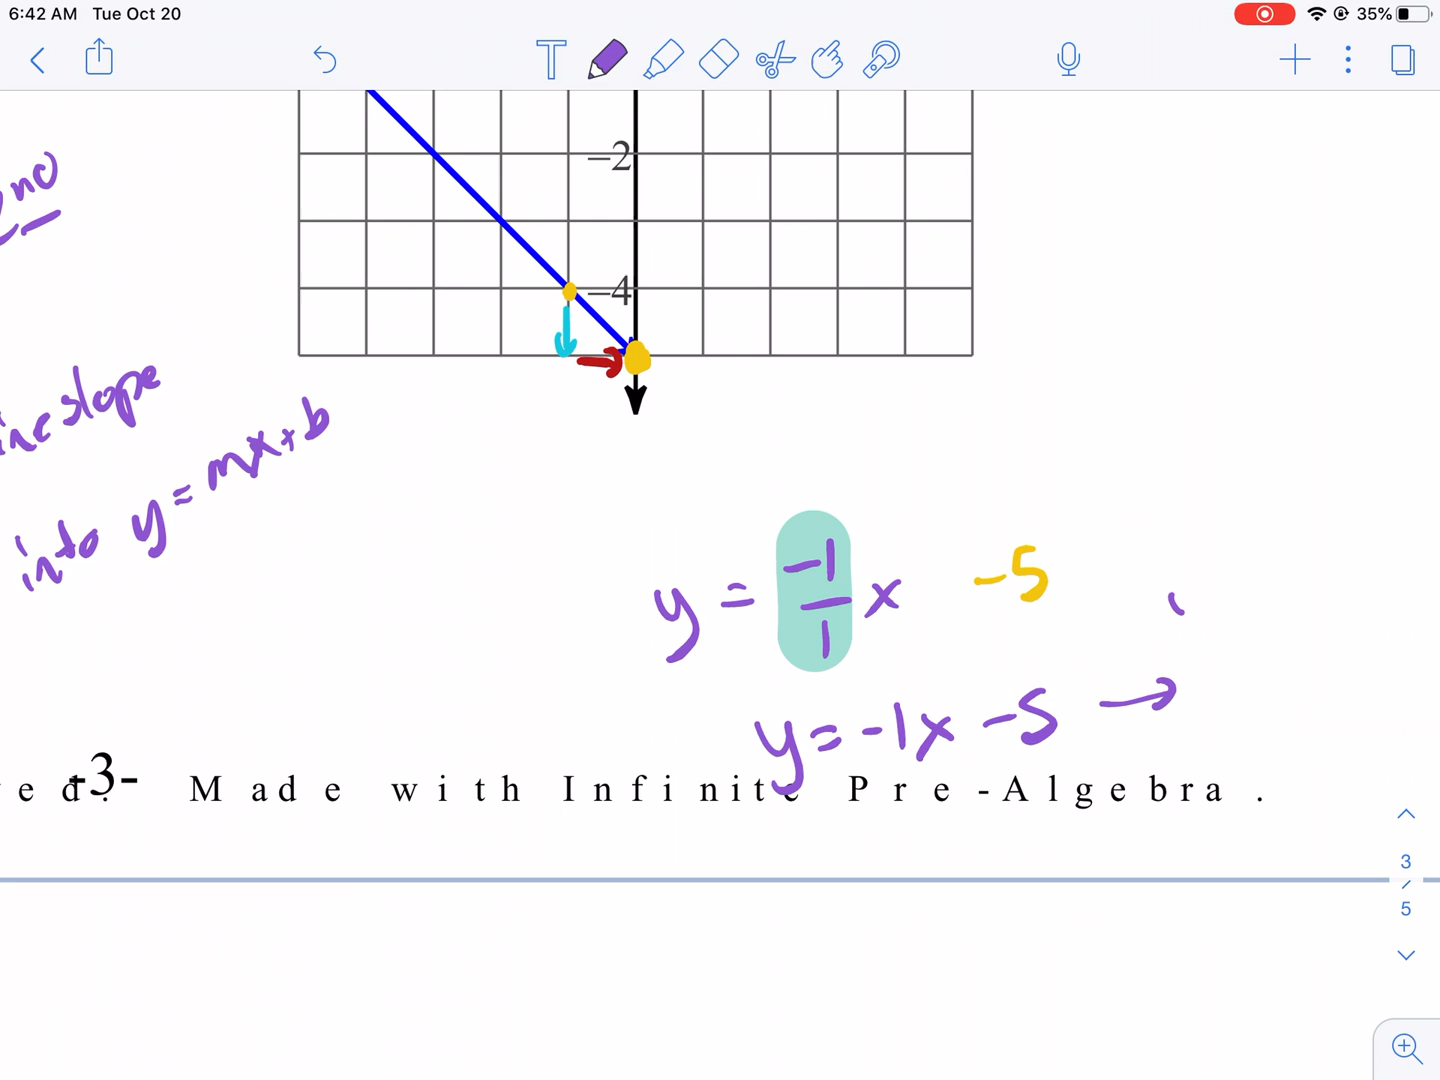 6:42 AM Tue Oct 20
35%
T
-2
no
-4
slope
into y = mx + b
y = -1/1 x -5
y = -1x - 5 →
-3-
Made with Infinite Pre-Algebra.
3
/
5